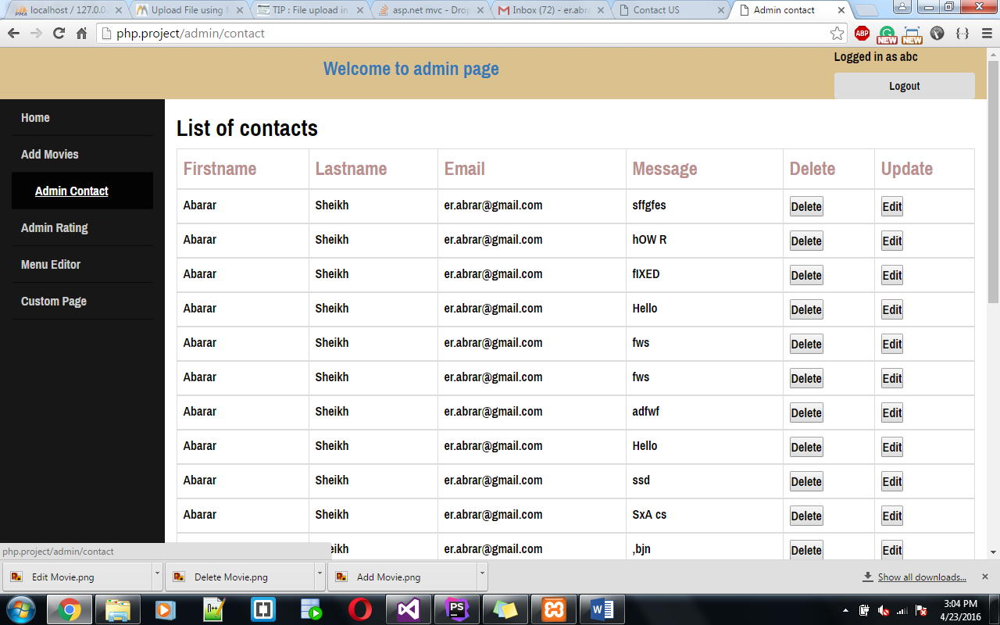 localhost / 127.0.0.
Upload File using M
TIP : File upload in
asp.net mvc - Drop
Inbox (72) - er.abra
Contact US
Admin contact
php.project/admin/contact
ABP
NEW
NEW
Welcome to admin page
Logged in as abc
Logout
Home
Add Movies
Admin Contact
Admin Rating
Menu Editor
Custom Page
List of contacts
Firstname Lastname Email Message Delete Update
Abarar Sheikh er.abrar@gmail.com sffgfes Delete Edit
Abarar Sheikh er.abrar@gmail.com hOW R Delete Edit
Abarar Sheikh er.abrar@gmail.com fIXED Delete Edit
Abarar Sheikh er.abrar@gmail.com Hello Delete Edit
Abarar Sheikh er.abrar@gmail.com fws Delete Edit
Abarar Sheikh er.abrar@gmail.com fws Delete Edit
Abarar Sheikh er.abrar@gmail.com adfwf Delete Edit
Abarar Sheikh er.abrar@gmail.com Hello Delete Edit
Abarar Sheikh er.abrar@gmail.com ssd Delete Edit
Abarar Sheikh er.abrar@gmail.com SxA cs Delete Edit
eikh er.abrar@gmail.com ,bjn Delete Edit
php.project/admin/contact
Edit Movie.png
Delete Movie.png
Add Movie.png
Show all downloads...
3:04 PM
4/23/2016